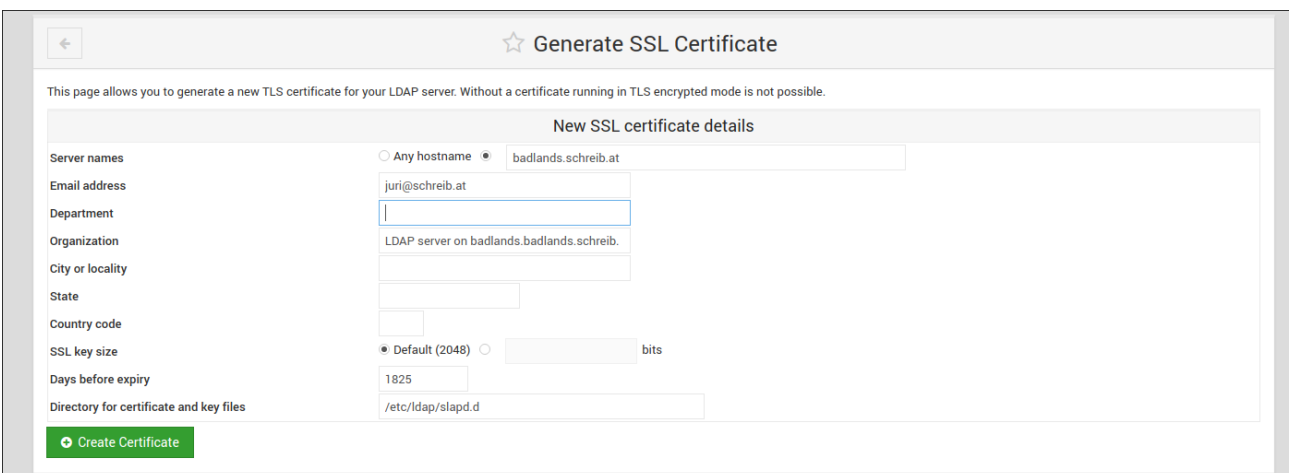 Generate SSL Certificate
This page allows you to generate a new TLS certificate for your LDAP server. Without a certificate running in TLS encrypted mode is not possible.
New SSL certificate details
Server names Any hostname badlands.schreib.at
Email address juri@schreib.at
Department
Organization LDAP server on badlands.badlands.schreib.
City or locality
State
Country code
SSL key size Default (2048) bits
Days before expiry 1825
Directory for certificate and key files /etc/ldap/slapd.d
Create Certificate